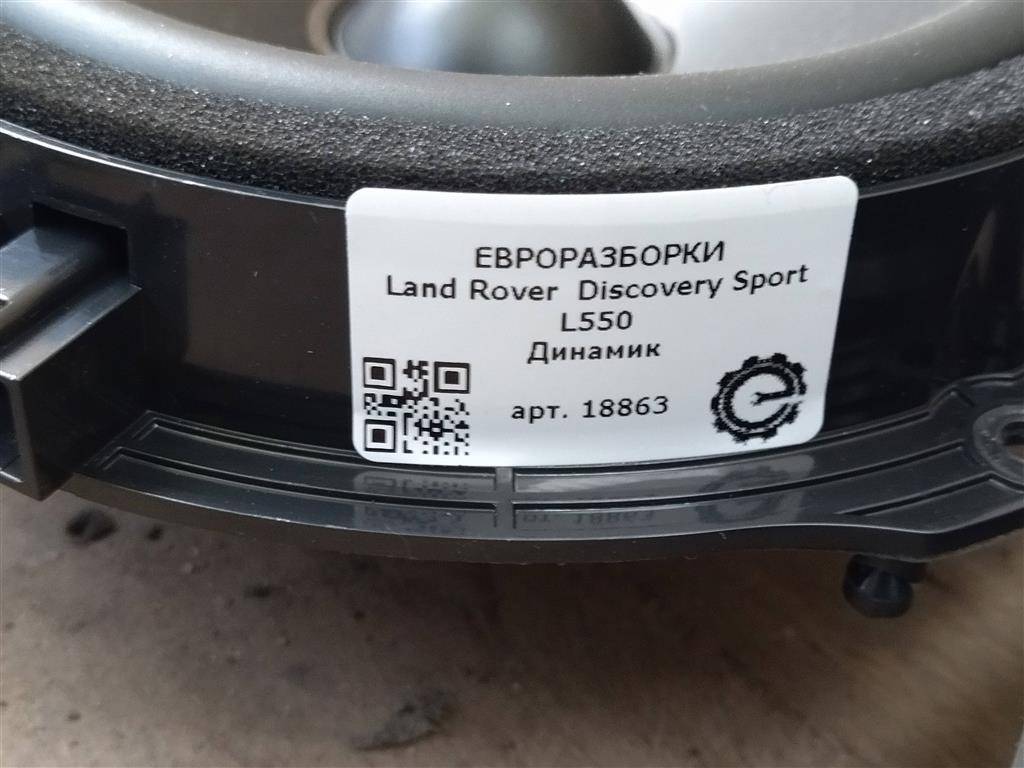 ЕВРОРАЗБОРКИ
Land Rover Discovery Sport
L550
Динамик
арт. 18863